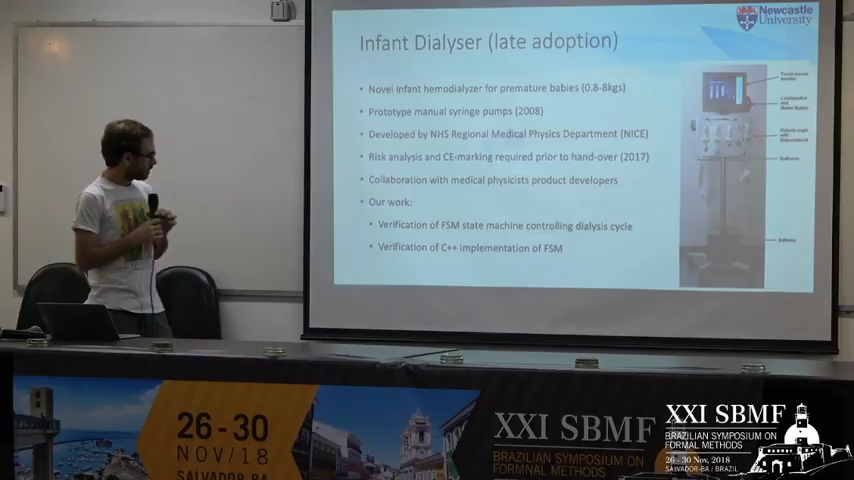 Newcastle
University
Infant Dialyser (late adoption)
• Novel infant hemodialyzer for premature babies (0.8-8kgs)
• Prototype manual syringe pumps (2008)
• Developed by NHS Regional Medical Physics Department (NICE)
• Risk analysis and CE-marking required prior to hand-over (2017)
• Collaboration with medical physicists product developers
• Our work:
• Verification of FSM state machine controlling dialysis cycle
• Verification of C++ implementation of FSM
26-30
NOV/18
SALVADOR-BA
XXI SBMF
BRAZILIAN SYMPOSIUM ON
FORMNAL METHODS
XXI SBMF
BRAZILIAN SYMPOSIUM ON
FORMAL METHODS
26 - 30 Nov, 2018
SALVADOR-BA / BRAZIL